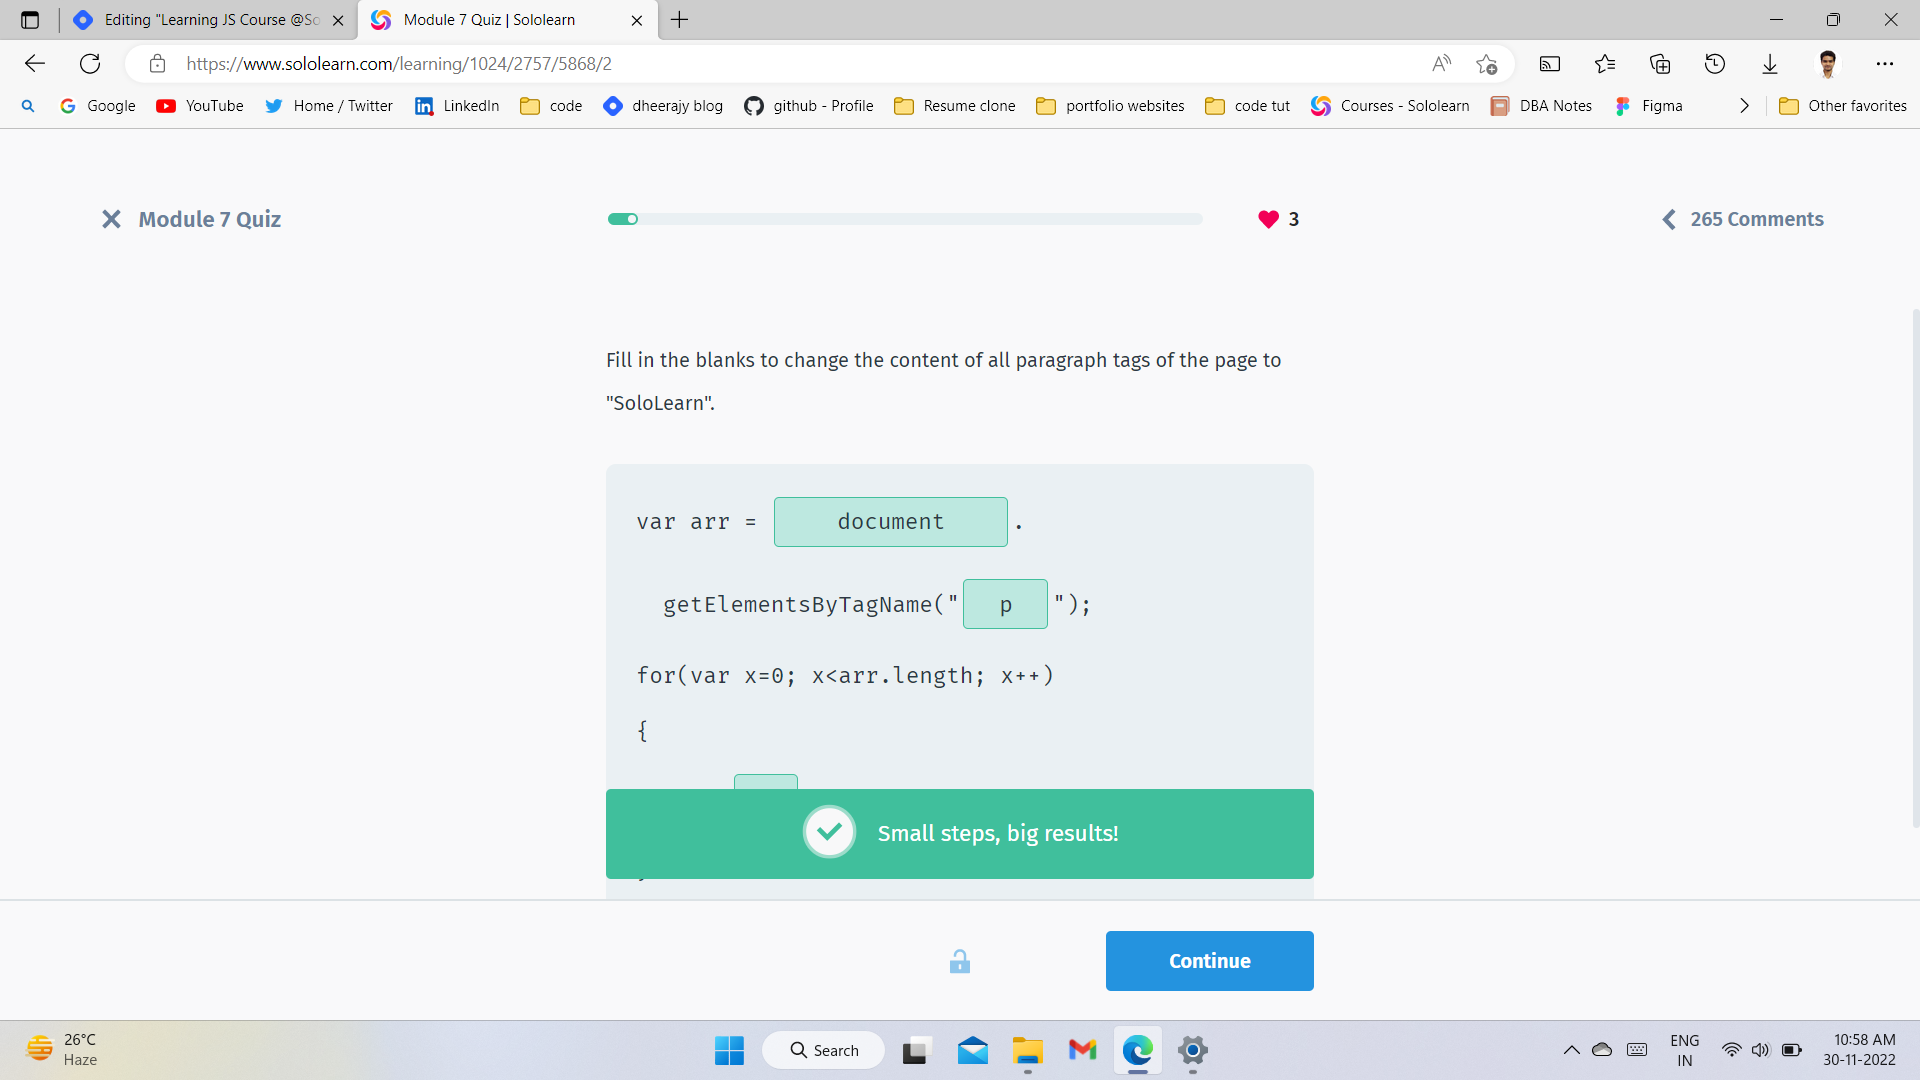 Editing "Learning JS Course @So
Module 7 Quiz | Sololearn
https://www.sololearn.com/learning/1024/2757/5868/2
Google
YouTube
Home / Twitter
LinkedIn
code
dheerajy blog
github - Profile
Resume clone
portfolio websites
code tut
Courses - Sololearn
DBA Notes
Figma
Other favorites
Module 7 Quiz
3
265 Comments
Fill in the blanks to change the content of all paragraph tags of the page to
"SoloLearn".
var arr = document .
getElementsByTagName(" p ");
for(var x=0; x<arr.length; x++)
{
Small steps, big results!
Continue
26°C
Haze
Search
ENG
IN
10:58 AM
30-11-2022